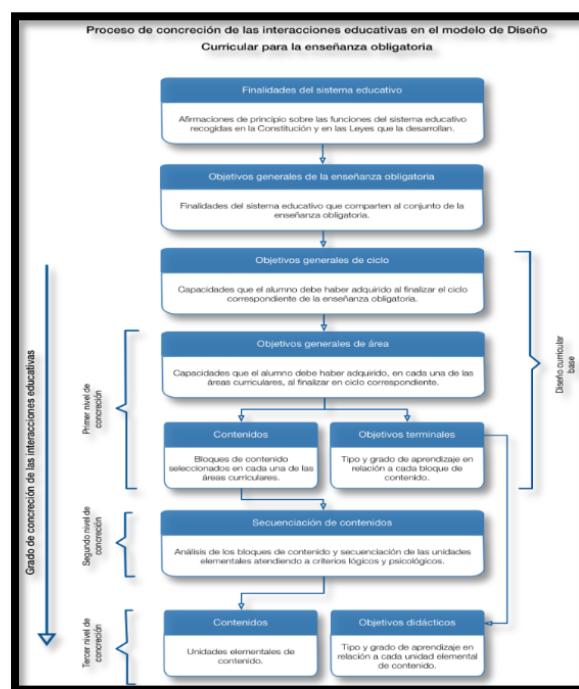 Proceso de concreción de las interacciones educativas en el modelo de Diseño
Curricular para la enseñanza obligatoria
Finalidades del sistema educativo
Afirmaciones de principio sobre las funciones del sistema educativo
recogidas en la Constitución y en las Leyes que la desarrollan.
Objetivos generales de la enseñanza obligatoria
Finalidades del sistema educativo que comparten al conjunto de la
enseñanza obligatoria.
Objetivos generales de ciclo
Capacidades que el alumno debe haber adquirido al finalizar el ciclo
correspondiente de la enseñanza obligatoria.
Objetivos generales de área
Capacidades que el alumno debe haber adquirido, en cada una de las
áreas curriculares, al finalizar en ciclo correspondiente.
Contenidos
Bloques de contenido
seleccionados en cada una de las
áreas curriculares.
Objetivos terminales
Tipo y grado de aprendizaje en
relación a cada bloque de
contenido.
Secuenciación de contenidos
Análisis de los bloques de contenido y secuenciación de las unidades
elementales atendiendo a criterios lógicos y psicológicos.
Contenidos
Unidades elementales de
contenido.
Objetivos didácticos
Tipo y grado de aprendizaje en
relación a cada unidad elemental
de contenido.
Grado de concreción de las interacciones educativas
Primer nivel de
concreción
Segundo nivel de
concreción
Tercer nivel de
concreción
Diseño curricular
base